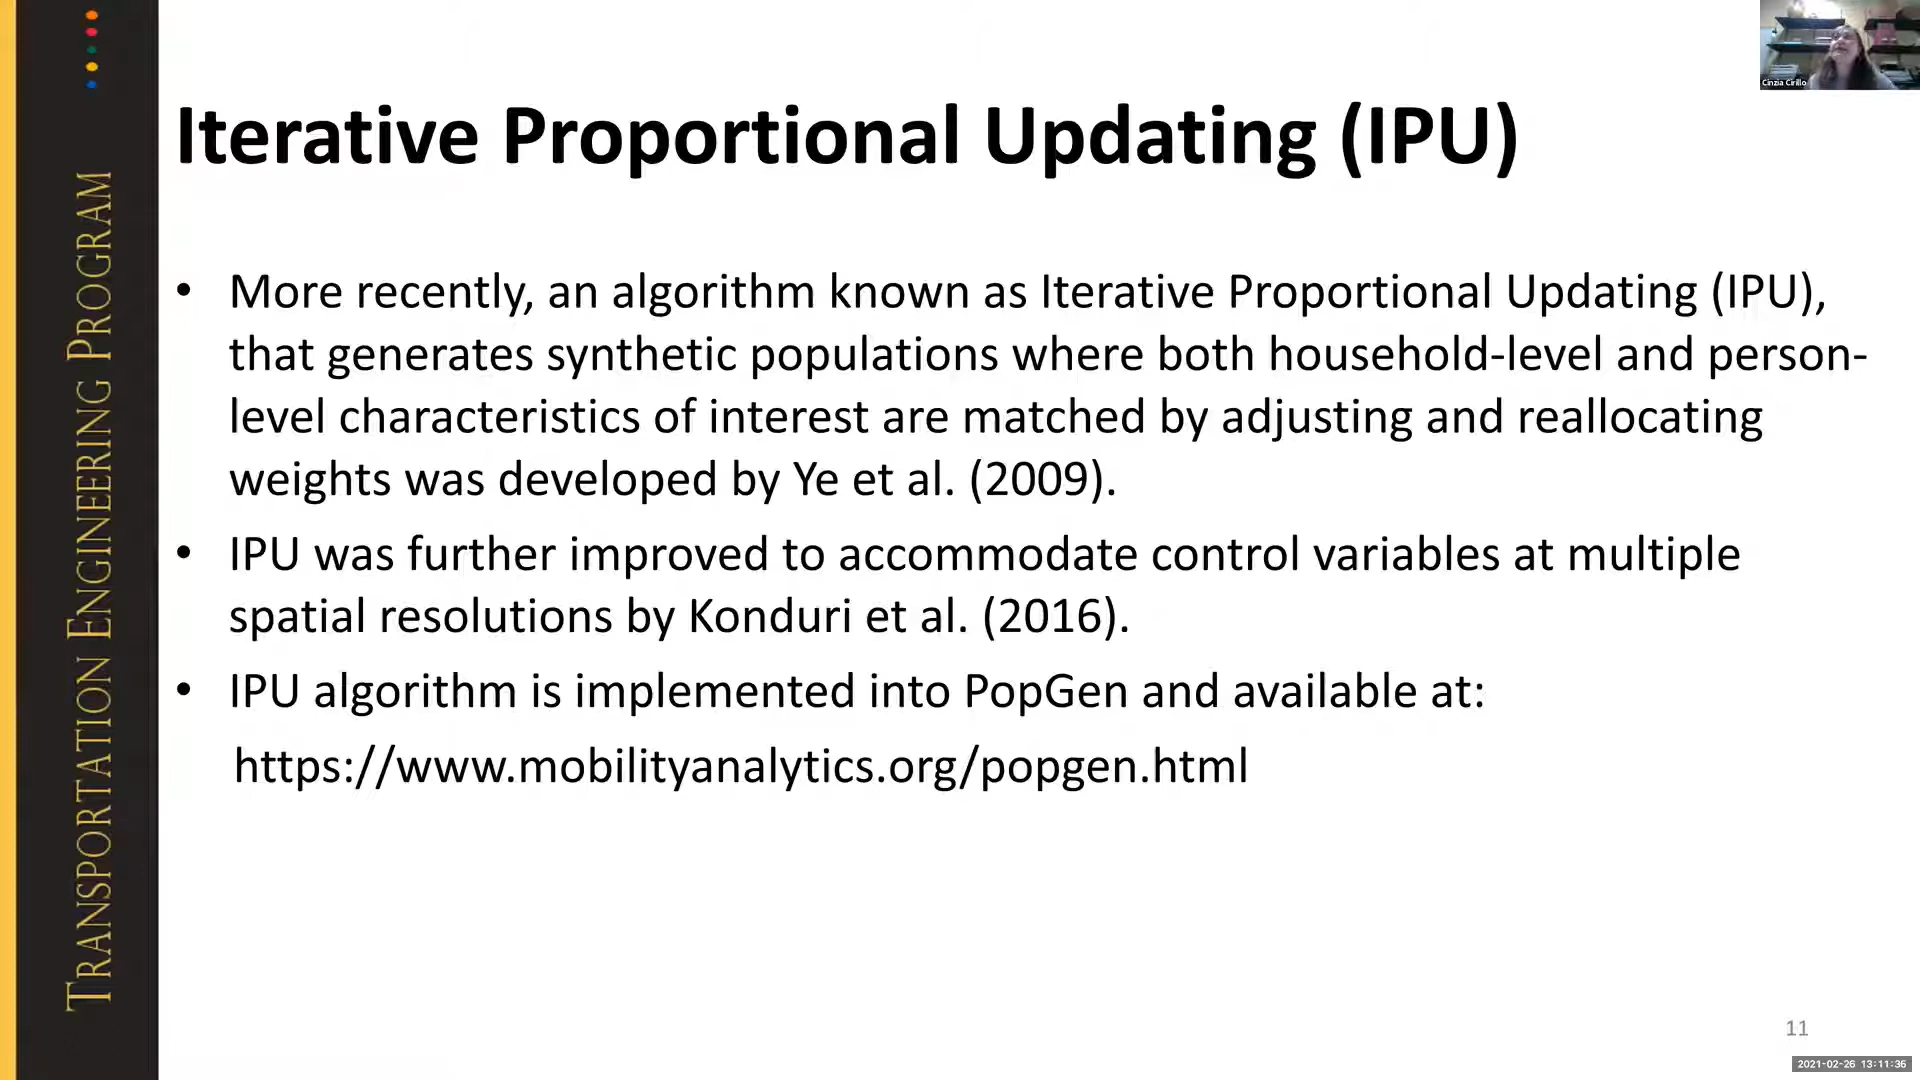 TRANSPORTATION ENGINEERING PROGRAM
Cinzia Cirillo
Iterative Proportional Updating (IPU)
• More recently, an algorithm known as Iterative Proportional Updating (IPU),
that generates synthetic populations where both household-level and person-
level characteristics of interest are matched by adjusting and reallocating
weights was developed by Ye et al. (2009).
• IPU was further improved to accommodate control variables at multiple
spatial resolutions by Konduri et al. (2016).
• IPU algorithm is implemented into PopGen and available at:
https://www.mobilityanalytics.org/popgen.html
11
2021-02-26 13:11:36